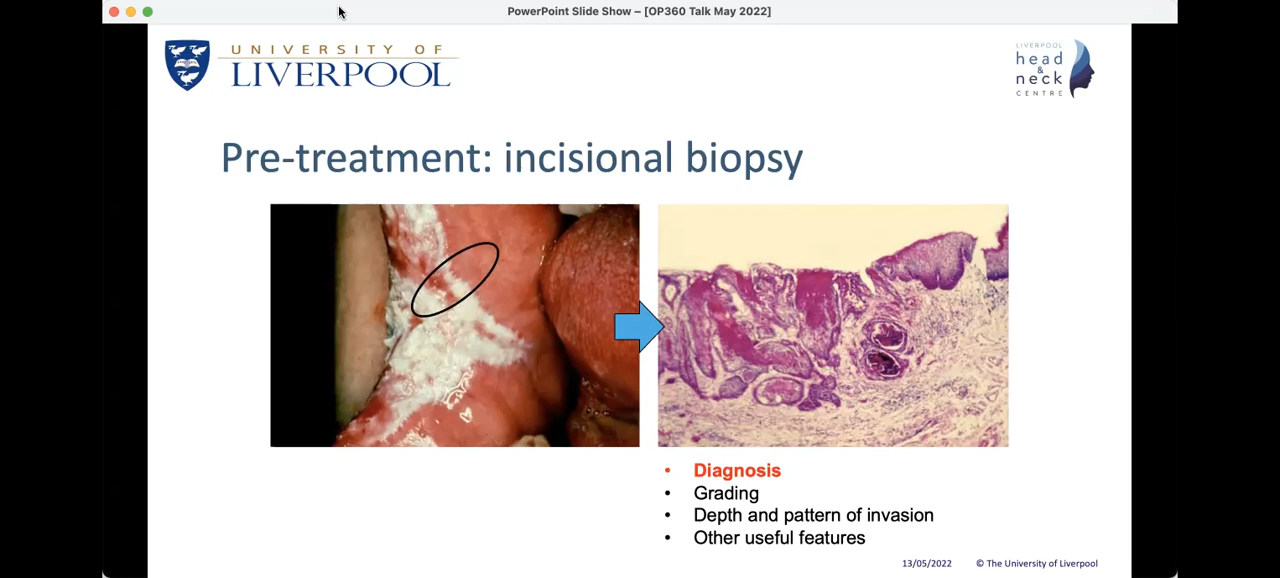 PowerPoint Slide Show – [OP360 Talk May 2022]
UNIVERSITY OF
LIVERPOOL
LIVERPOOL
head
&
neck
CENTRE
Pre-treatment: incisional biopsy
• Diagnosis
• Grading
• Depth and pattern of invasion
• Other useful features
13/05/2022 © The University of Liverpool